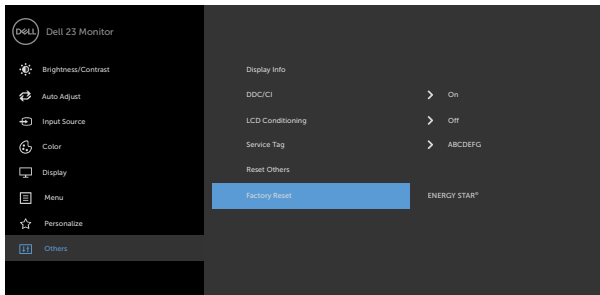 DELL Dell 23 Monitor
Brightness/Contrast
Auto Adjust
Input Source
Color
Display
Menu
Personalize
Others
Display Info
DDC/CI On
LCD Conditioning Off
Service Tag ABCDEFG
Reset Others
Factory Reset ENERGY STAR®